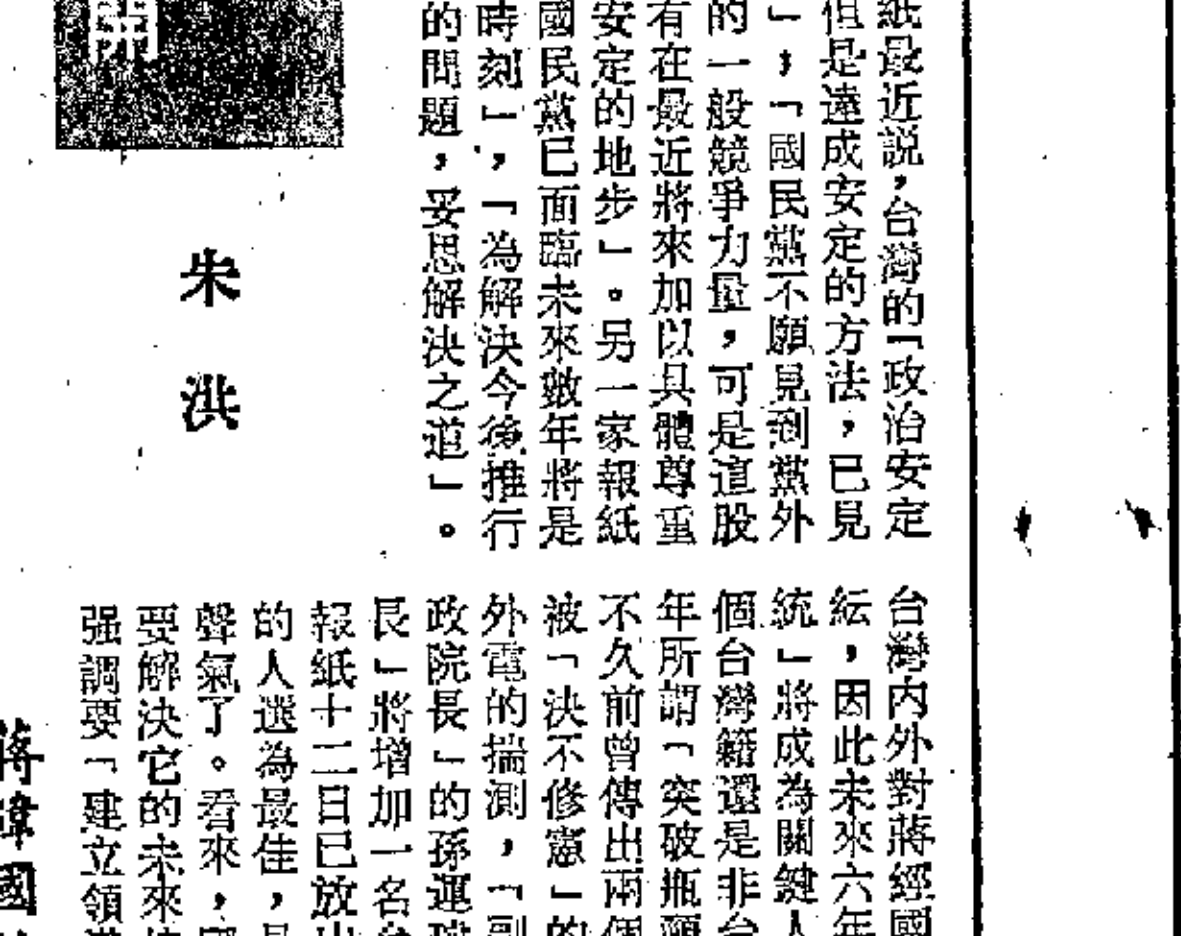 紙最近説，台灣的「政治安定
但是達成安定的方法，已見
」，「國民黨不願見到黨外
的一般競爭力量，可是這股
有在最近將來加以具體尊重
安定的地步」。另一家報紙
國民黨已面臨未來數年將是
時刻」，「為解決今後推行
的問題，妥思解決之道」。
朱洪
台灣内外對蔣經國
紜，因此未來六年
統」將成為關鍵人
個台灣籍還是非台
年所謂「突破瓶頸
不久前曾傳出兩個
被「決不修憲」的
外電的揣測，「副
政院長」的孫運璿
長」將增加一名台
報紙十二日已放出
的人選為最佳，
聲氣了。看來，
要解決它的未來
强調要「建立領
蔣緯國